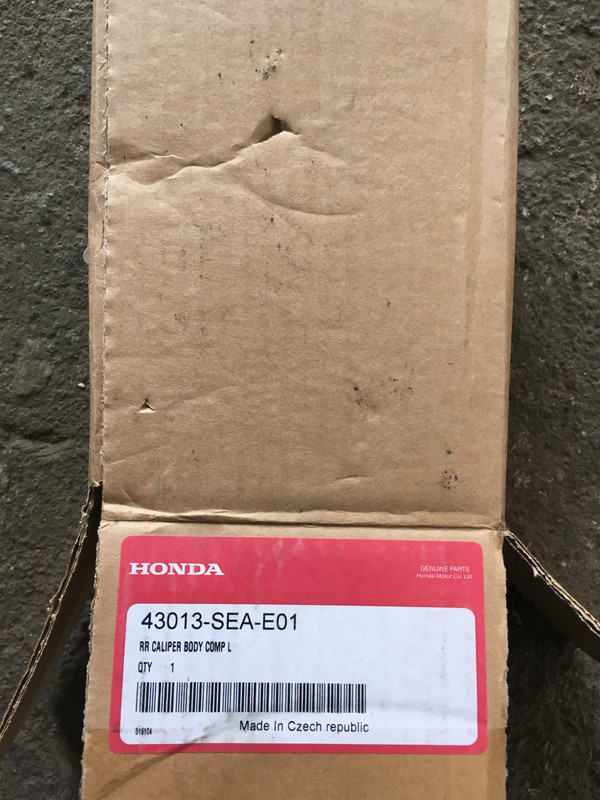 HONDA
GENUINE PARTS
Honda Motor Co. Ltd
43013-SEA-E01
RR CALIPER BODY COMP L
QTY 1
518104
Made In Czech republic